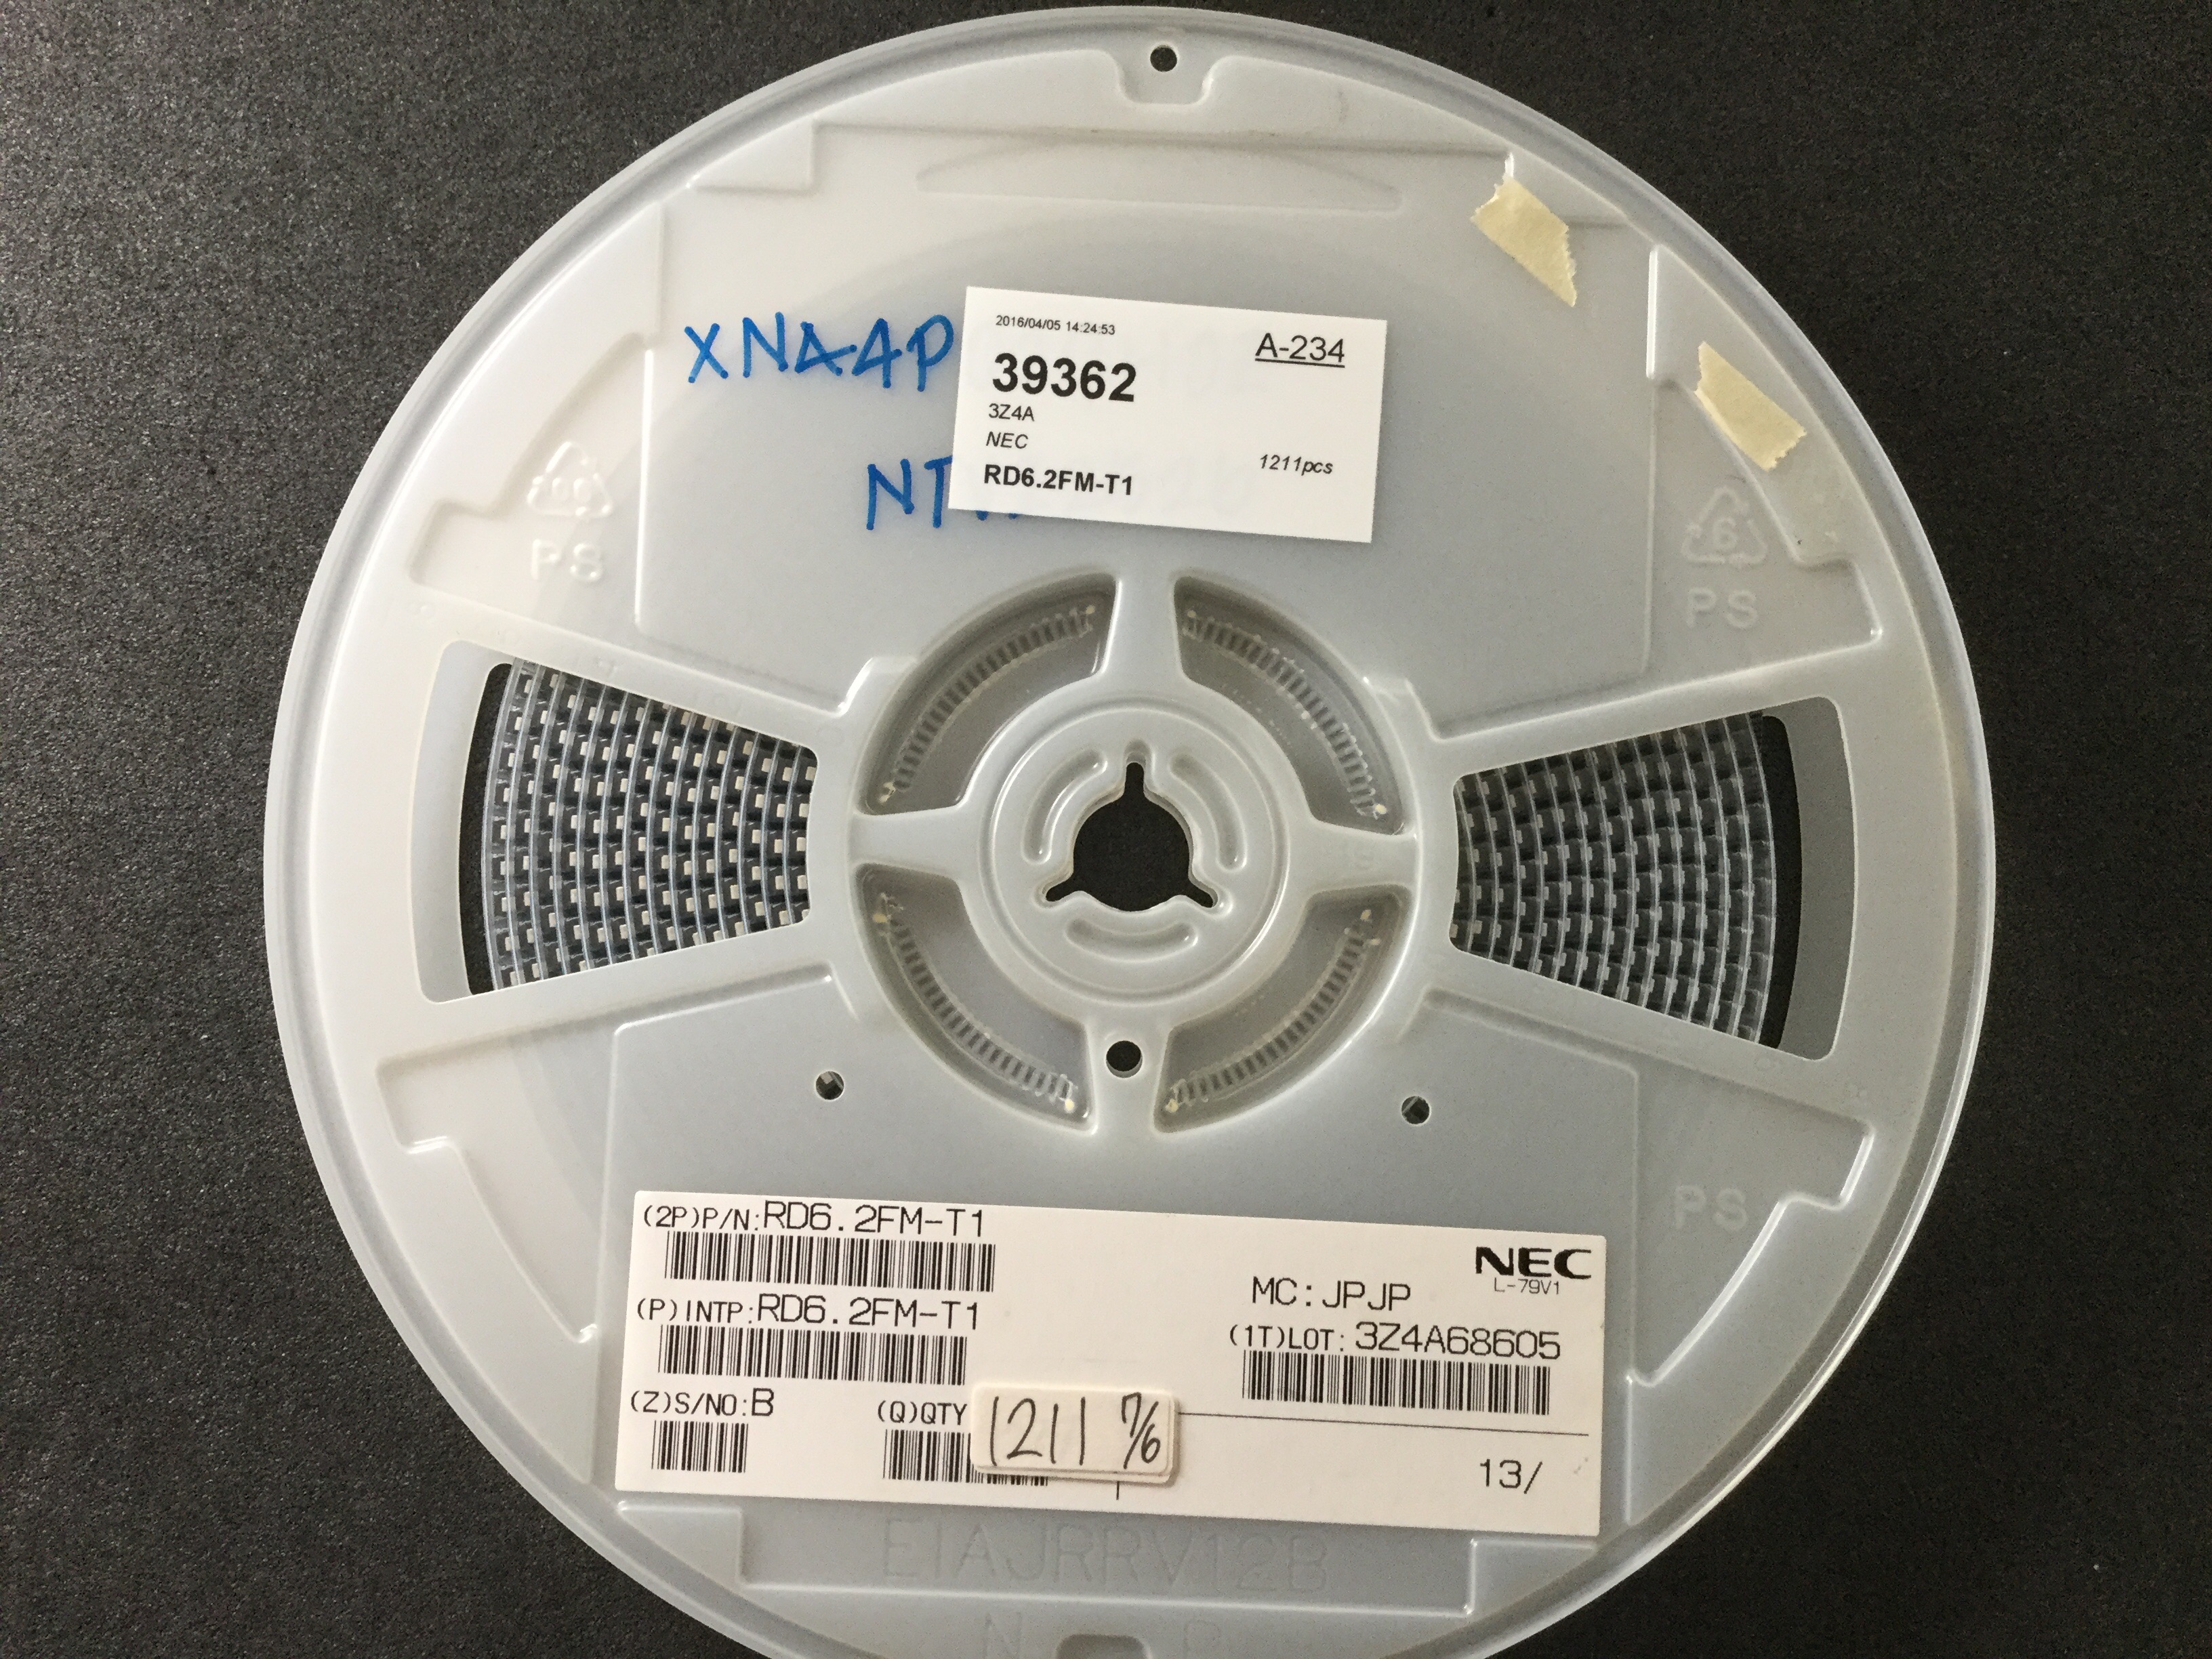 2016/04/05 14:24:53
A-234
39362
3Z4A
NEC
1211pcs
RD6.2FM-T1
XNA4P
NT
6
PS
PS
PS
(2P)P/N:RD6.2FM-T1
NEC
L-79V1
MC:JPJP
(P)INTP:RD6.2FM-T1
(1T)LOT:3Z4A68605
(Z)S/NO:B
(Q)QTY
1211 7/6
13/
EIAJRRV12B